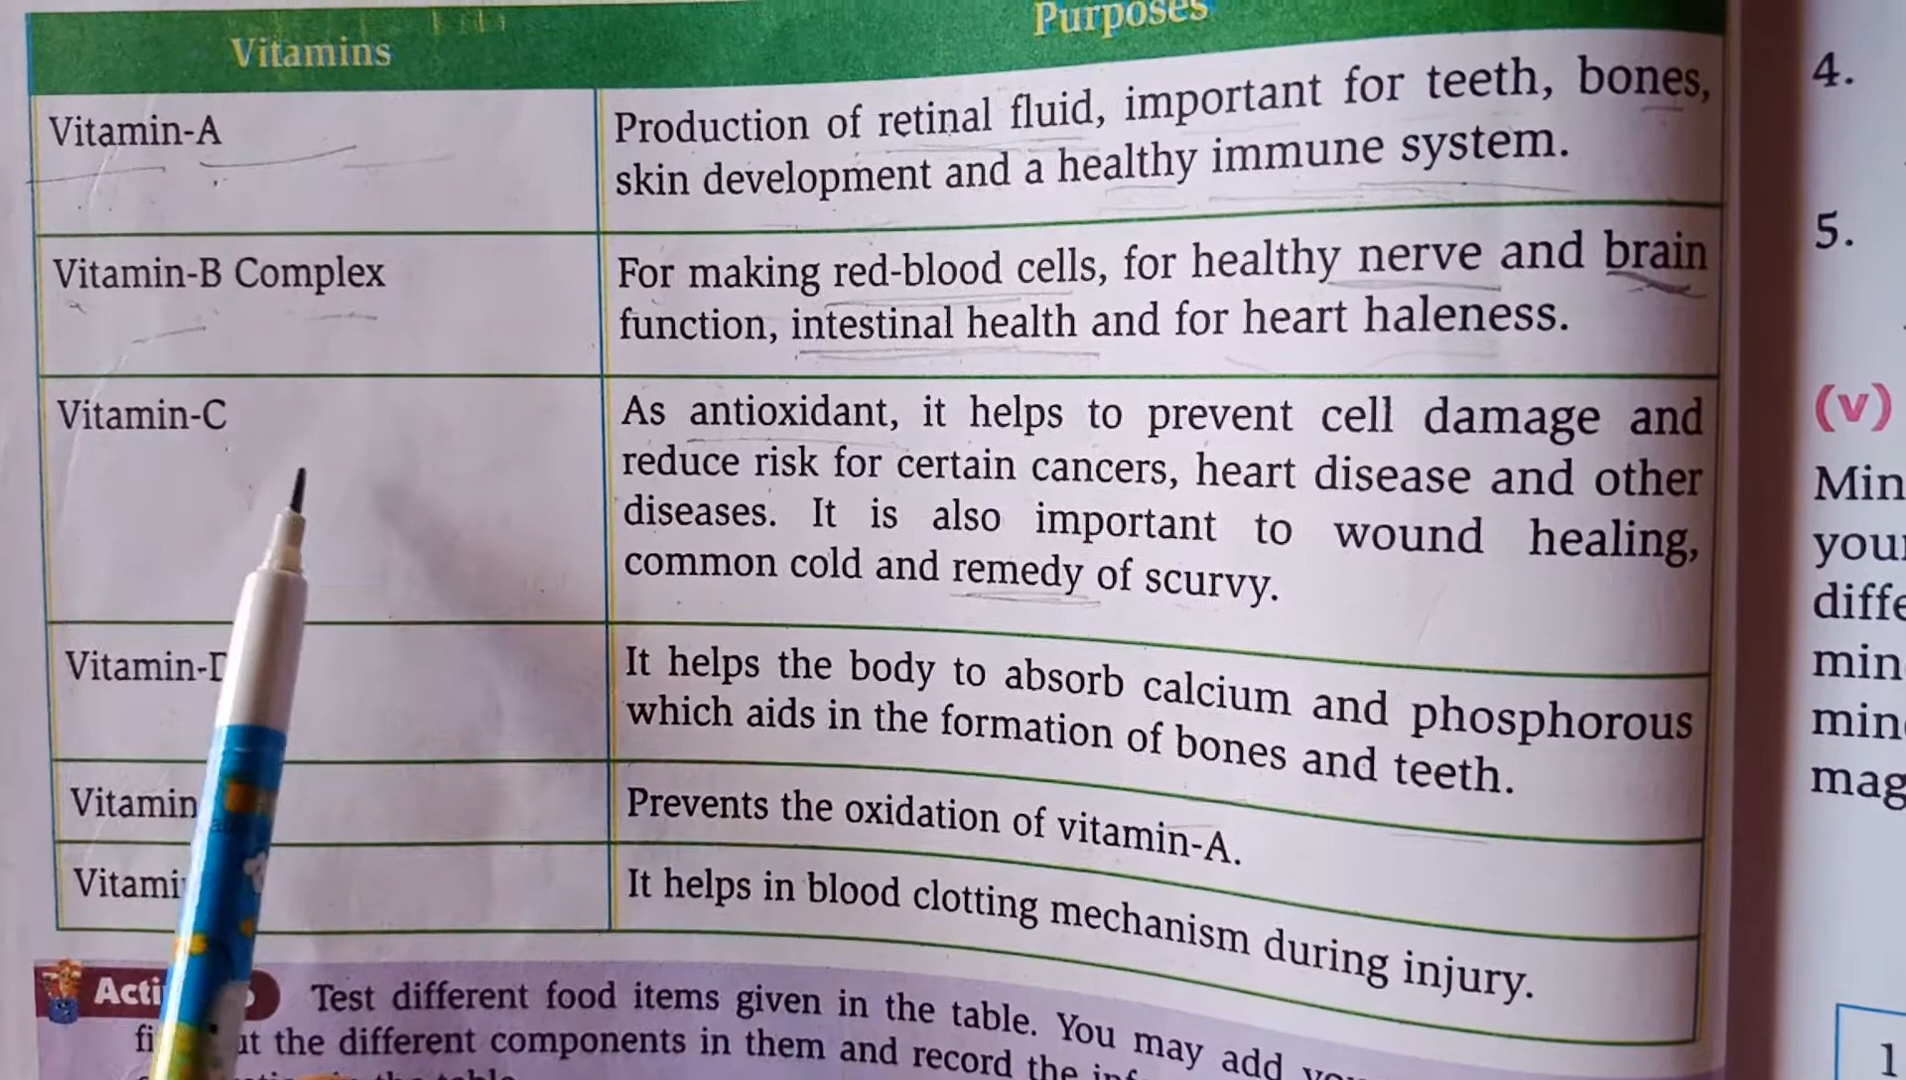 Vitamins
Purposes
Vitamin-A
Production of retinal fluid, important for teeth, bones,
skin development and a healthy immune system.
Vitamin-B Complex
For making red-blood cells, for healthy nerve and brain
function, intestinal health and for heart haleness.
Vitamin-C
As antioxidant, it helps to prevent cell damage and
reduce risk for certain cancers, heart disease and other
diseases. It is also important to wound healing,
common cold and remedy of scurvy.
Vitamin-D
It helps the body to absorb calcium and phosphorous
which aids in the formation of bones and teeth.
Vitamin
Prevents the oxidation of vitamin-A.
It helps in blood clotting mechanism during injury.
Test different food items given in the table. You may add
the different components in them and record the
4.
5.
(v)
1